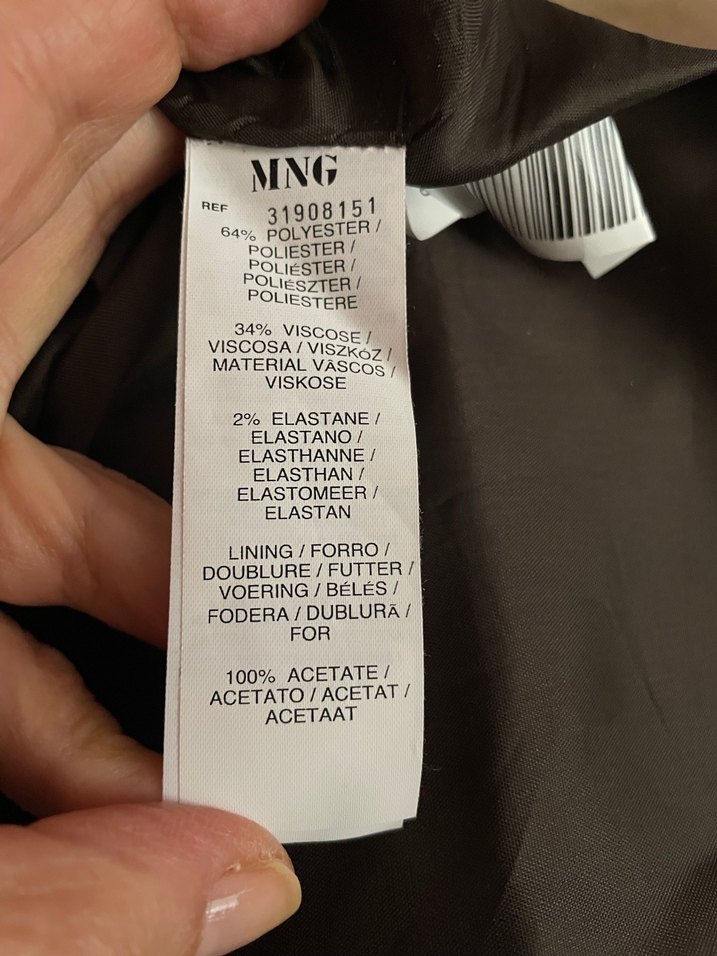 MNG
REF 31908151
64% POLYESTER /
POLIESTER /
POLIÉSTER /
POLIÉSZTER /
POLIESTERE
34% VISCOSE /
VISCOSA / VISZKÓZ /
MATERIAL VÂSCOS /
VISKOSE
2% ELASTANE /
ELASTANO /
ELASTHANNE /
ELASTHAN /
ELASTOMEER /
ELASTAN
LINING / FORRO /
DOUBLURE / FUTTER /
VOERING / BÉLÉS /
FODERA / DUBLURĂ /
FOR
100% ACETATE /
ACETATO / ACETAT /
ACETAAT